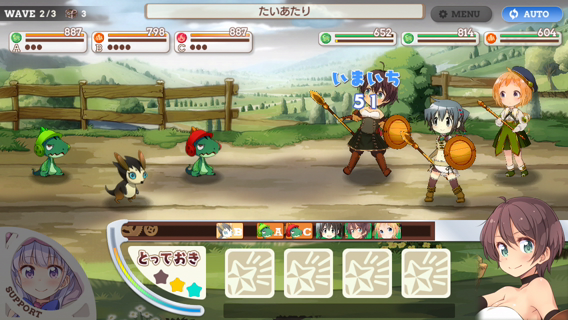 WAVE 2/3 3
たいあたり
MENU
AUTO
887 798 887
A B C
652 814 604
いまいち
51
B A C
とっておき
SUPPORT